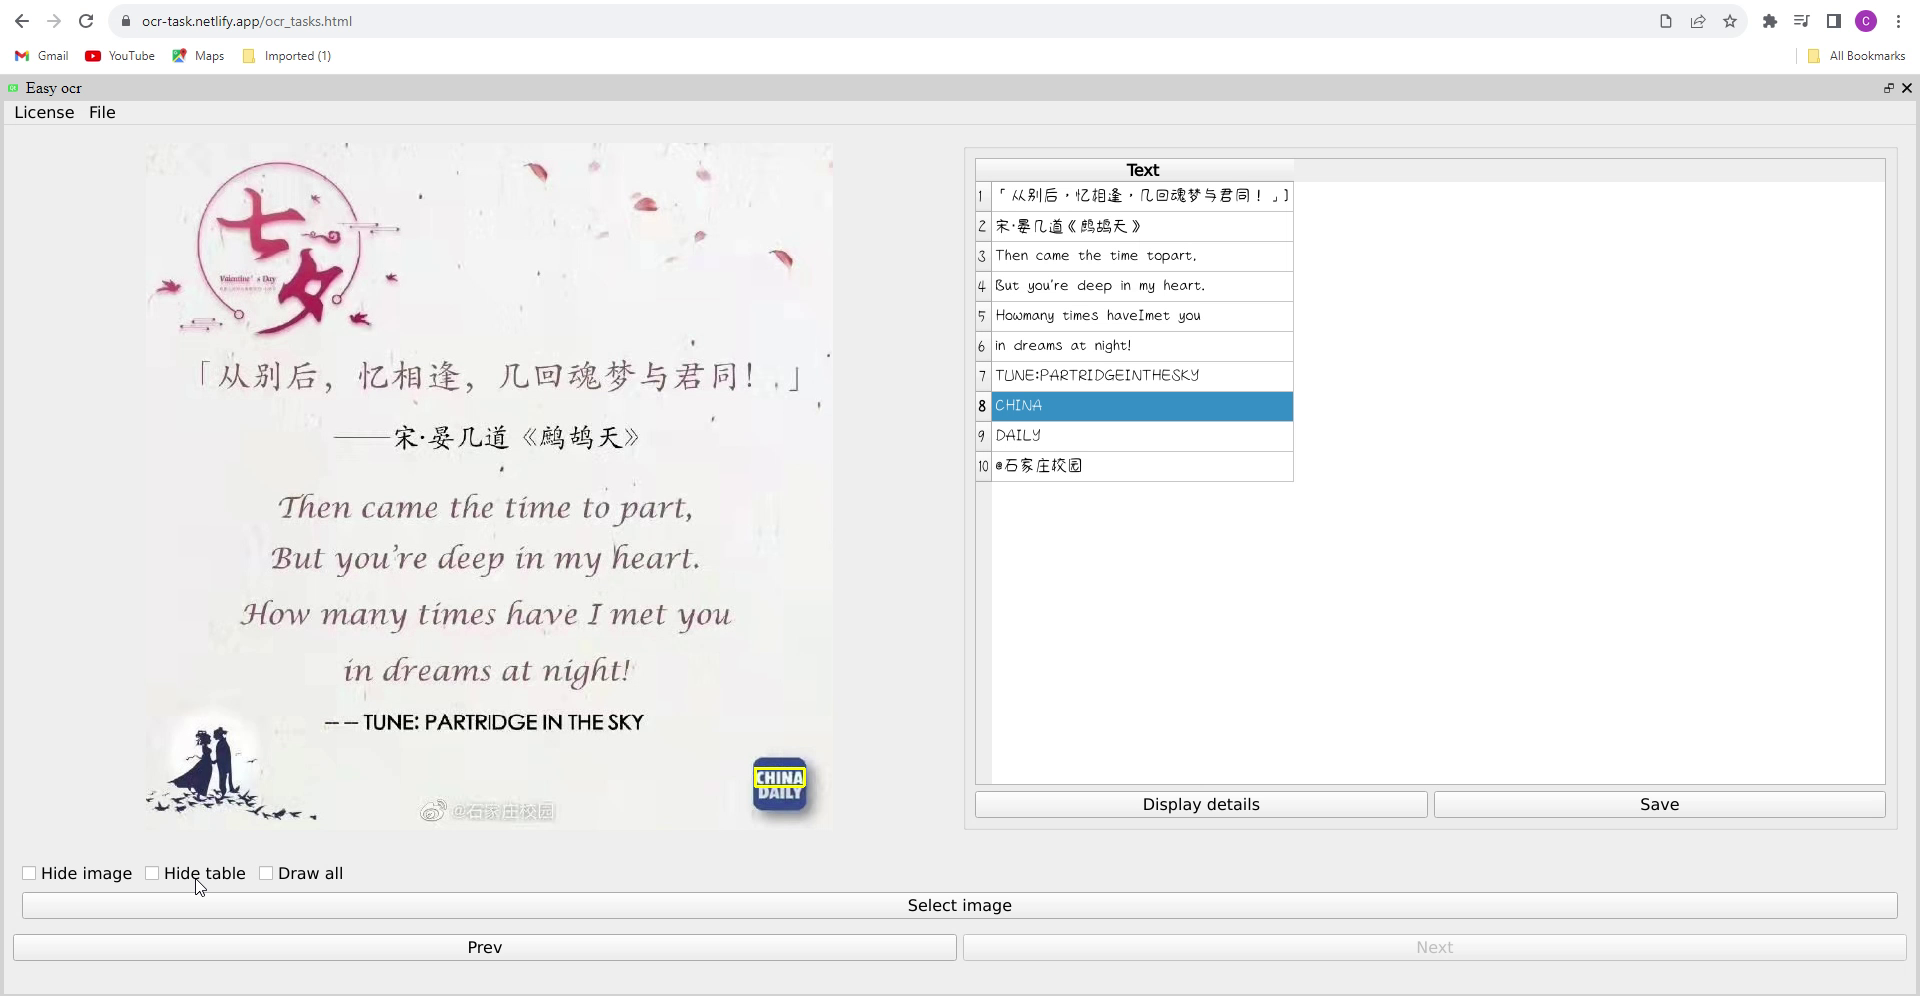 ocr-task.netlify.app/ocr_tasks.html
C
Gmail YouTube Maps Imported (1) All Bookmarks
Easy ocr
License File
七夕
Valentine's Day
「从别后，忆相逢，几回魂梦与君同！.」
——宋·晏几道《鹧鸪天》
Then came the time to part,
But you're deep in my heart.
How many times have I met you
in dreams at night!
-- -- TUNE: PARTRIDGE IN THE SKY
CHINA
DAILY
@石家庄校园
Text
1 「从别后，忆相逢，几回魂梦与君同！」]
2 宋·晏几道《鹧鸪天》
3 Then came the time topart,
4 But you're deep in my heart.
5 Howmany times haveImet you
6 in dreams at night!
7 TUNE:PARTRIDGEINTHESKY
8 CHINA
9 DAILY
10 @石家庄校园
Display details Save
Hide image Hide table Draw all
Select image
Prev Next